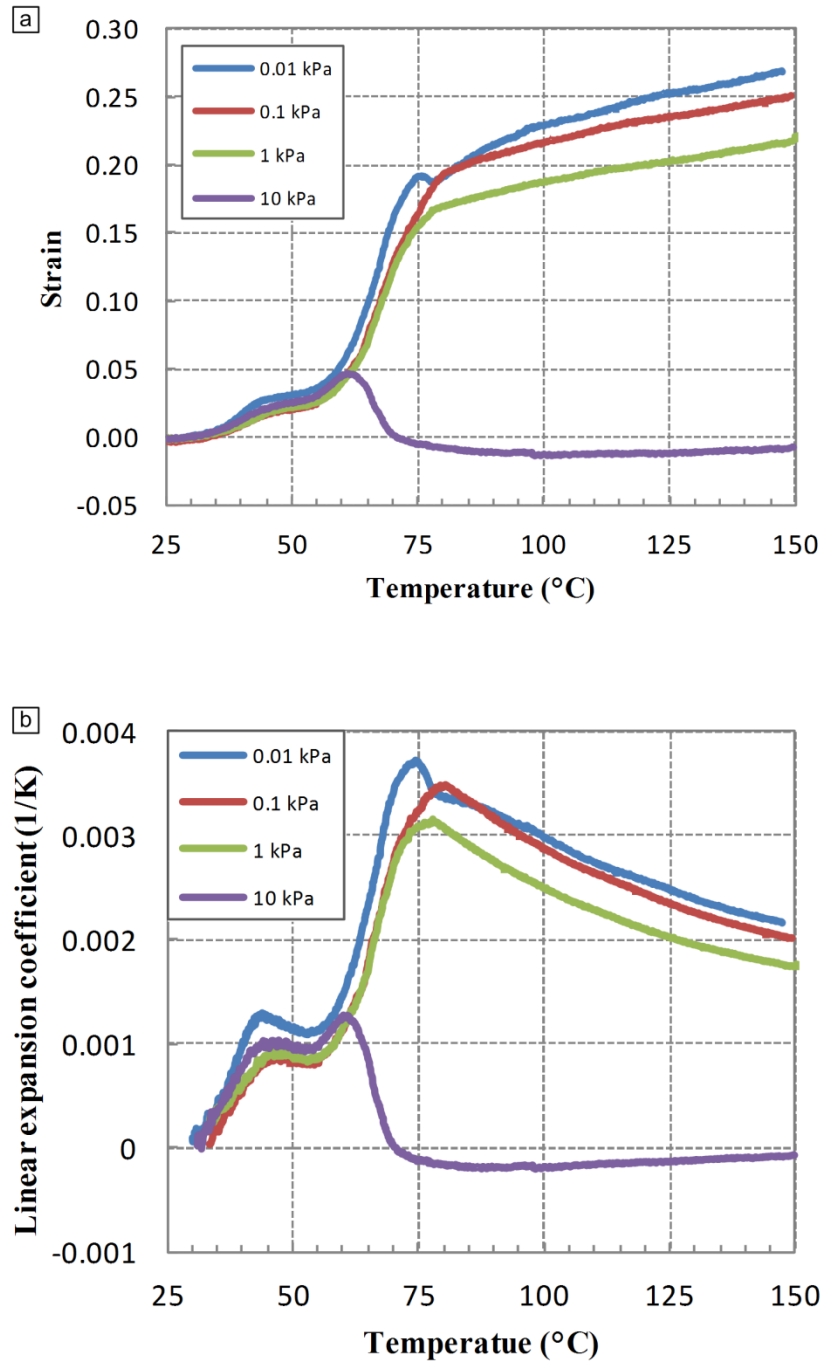 a
0.30
0.25
0.20
0.15
0.10
0.05
0.00
-0.05
Strain
0.01 kPa
0.1 kPa
1 kPa
10 kPa
25 50 75 100 125 150
Temperature (°C)
b
0.004
0.003
0.002
0.001
0
-0.001
Linear expansion coefficient (1/K)
0.01 kPa
0.1 kPa
1 kPa
10 kPa
25 50 75 100 125 150
Temperatue (°C)